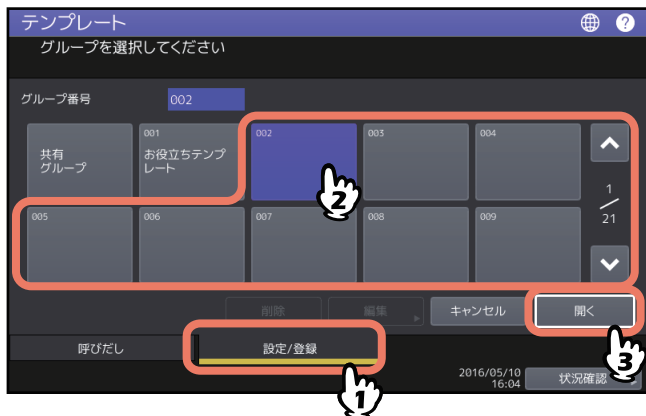 テンプレート
?
グループを選択してください
グループ番号
002
共有
グループ
001
お役立ちテンプ
レート
002
003
004
1
21
005
006
007
008
009
2
削除
編集
キャンセル
開く
3
呼びだし
設定/登録
1
2016/05/10
16:04
状況確認